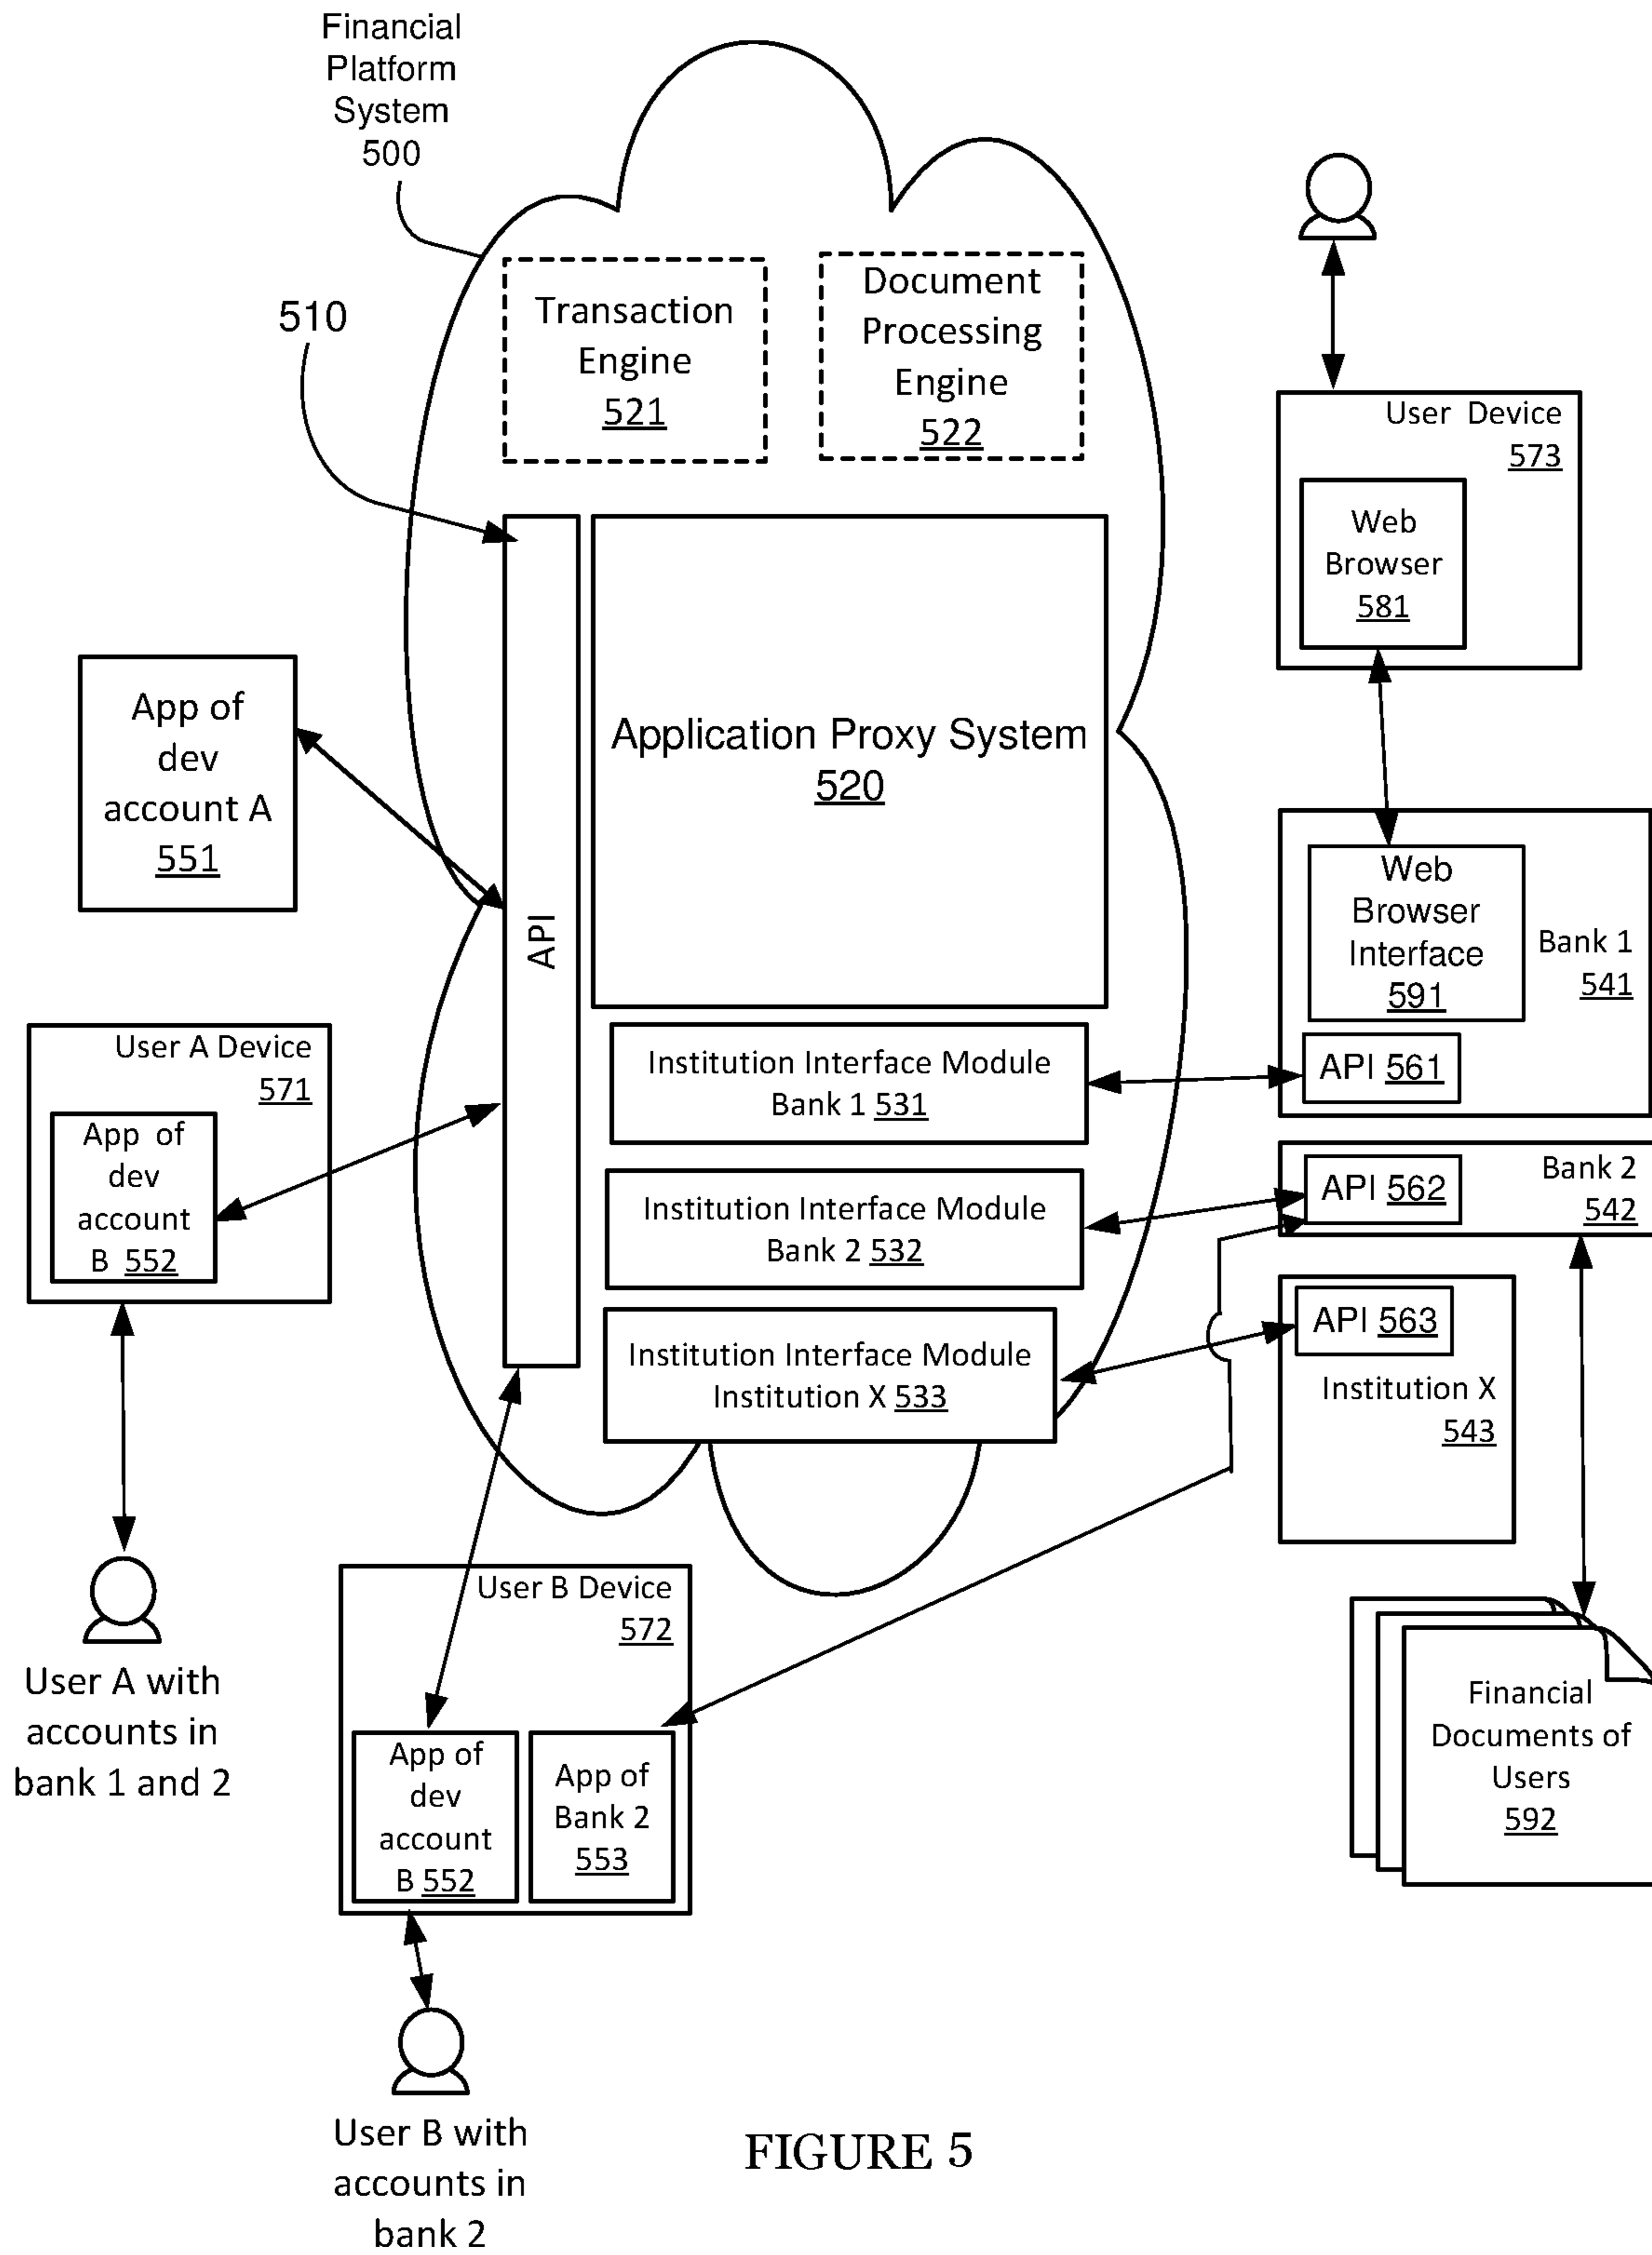 Financial
Platform
System
500
510
Transaction
Engine
521
Document
Processing
Engine
522
User Device
573
Web
Browser
581
App of
dev
account A
551
API
Application Proxy System
520
Web
Browser
Interface
591
Bank 1
541
API 561
User A Device
571
App of
dev
account
B 552
Institution Interface Module
Bank 1 531
Institution Interface Module
Bank 2 532
Institution Interface Module
Institution X 533
API 562
Bank 2
542
API 563
Institution X
543
User A with
accounts in
bank 1 and 2
User B Device
572
App of
dev
account
B 552
App of
Bank 2
553
Financial
Documents of
Users
592
User B with
accounts in
bank 2
FIGURE 5